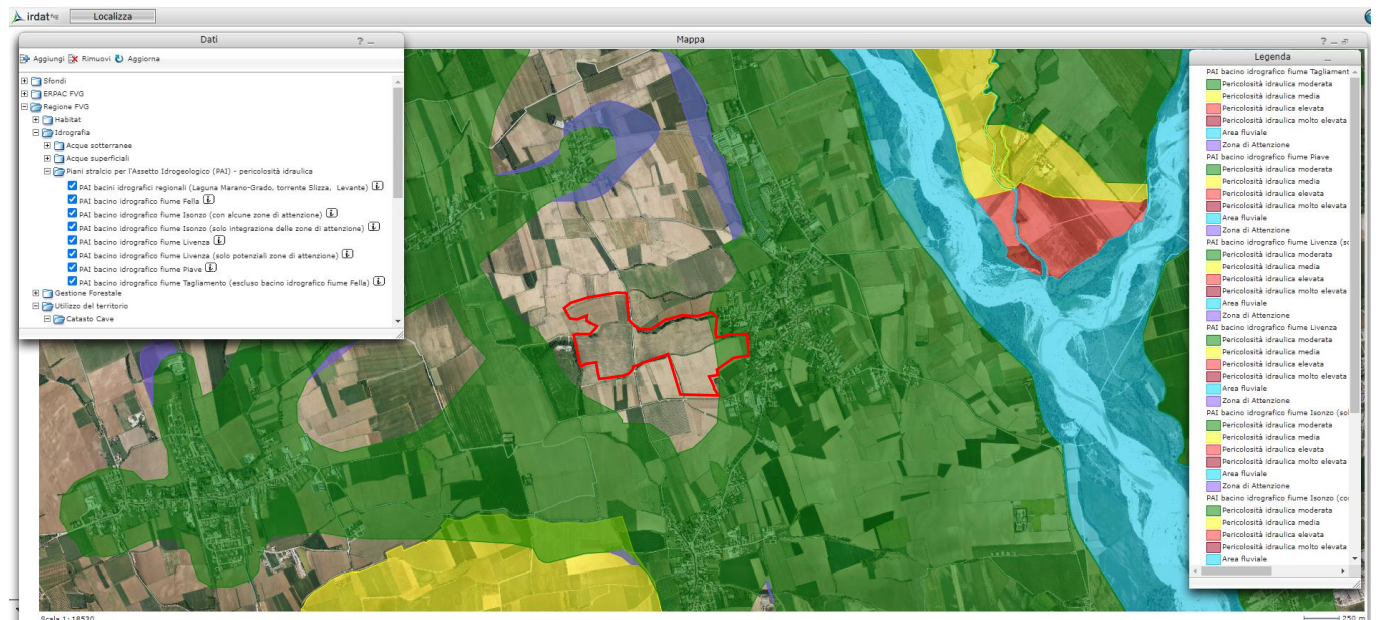 irdat fvg Localizza
Dati ? _
Aggiungi Rimuovi Aggiorna
Sfondi
ERPAC FVG
Regione FVG
Habitat
Idrografia
Acque sotterranee
Acque superficiali
Piani stralcio per l'Assetto Idrogeologico (PAI) - pericolosità idraulica
PAI bacini idrografici regionali (Laguna Marano-Grado, torrente Slizza, Levante)
PAI bacino idrografico fiume Fella
PAI bacino idrografico fiume Isonzo (con alcune zone di attenzione)
PAI bacino idrografico fiume Isonzo (solo integrazione delle zone di attenzione)
PAI bacino idrografico fiume Livenza
PAI bacino idrografico fiume Livenza (solo potenziali zone di attenzione)
PAI bacino idrografico fiume Piave
PAI bacino idrografico fiume Tagliamento (escluso bacino idrografico fiume Fella)
Gestione Forestale
Utilizzo del territorio
Catasto Cave
Mappa ? _
Legenda _
PAI bacino idrografico fiume Tagliament
Pericolosità idraulica moderata
Pericolosità idraulica media
Pericolosità idraulica elevata
Pericolosità idraulica molto elevata
Area fluviale
Zona di Attenzione
PAI bacino idrografico fiume Piave
Pericolosità idraulica moderata
Pericolosità idraulica media
Pericolosità idraulica elevata
Pericolosità idraulica molto elevata
Area fluviale
Zona di Attenzione
PAI bacino idrografico fiume Livenza (so
Pericolosità idraulica moderata
Pericolosità idraulica media
Pericolosità idraulica elevata
Pericolosità idraulica molto elevata
Area fluviale
Zona di Attenzione
PAI bacino idrografico fiume Livenza
Pericolosità idraulica moderata
Pericolosità idraulica media
Pericolosità idraulica elevata
Pericolosità idraulica molto elevata
Area fluviale
Zona di Attenzione
PAI bacino idrografico fiume Isonzo (sol
Pericolosità idraulica moderata
Pericolosità idraulica media
Pericolosità idraulica elevata
Pericolosità idraulica molto elevata
Area fluviale
Zona di Attenzione
PAI bacino idrografico fiume Isonzo (con
Pericolosità idraulica moderata
Pericolosità idraulica media
Pericolosità idraulica elevata
Pericolosità idraulica molto elevata
Area fluviale
Scala 1: 18530
250 m